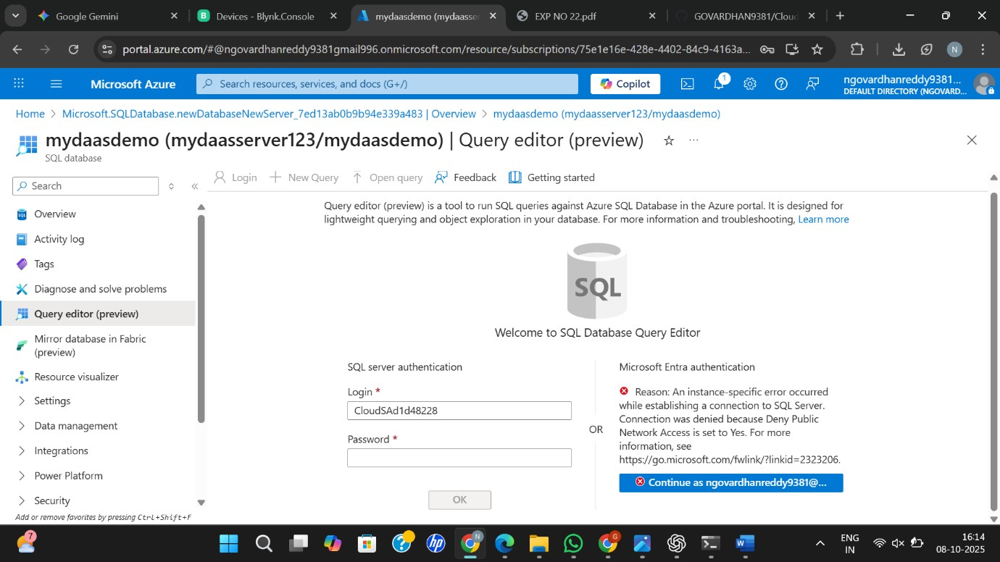 Google Gemini
B Devices - Blynk.Console
mydaasdemo (mydaasser
EXP NO 22.pdf
GOVARDHAN9381/Cloud
portal.azure.com/#@ngovardhanreddy9381gmail996.onmicrosoft.com/resource/subscriptions/75e1e16e-428e-4402-84c9-4163a...
N
Microsoft Azure
Search resources, services, and docs (G+/)
Copilot
1
ngovardhanreddy9381...
DEFAULT DIRECTORY (NGOVARD...
Home > Microsoft.SQLDatabase.newDatabaseNewServer_7ed13ab0b9b94e339a483 | Overview > mydaasdemo (mydaasserver123/mydaasdemo)
mydaasdemo (mydaasserver123/mydaasdemo) | Query editor (preview)
SQL database
Search
Login
New Query
Open query
Feedback
Getting started
Overview
Activity log
Tags
Diagnose and solve problems
Query editor (preview)
Mirror database in Fabric
(preview)
Resource visualizer
Settings
Data management
Integrations
Power Platform
Security
Add or remove favorites by pressing Ctrl+Shift+F
Query editor (preview) is a tool to run SQL queries against Azure SQL Database in the Azure portal. It is designed for
lightweight querying and object exploration in your database. For more information and troubleshooting, Learn more
SQL
Welcome to SQL Database Query Editor
SQL server authentication
Login *
CloudSAd1d48228
Password *
OK
OR
Microsoft Entra authentication
Reason: An instance-specific error occurred
while establishing a connection to SQL Server.
Connection was denied because Deny Public
Network Access is set to Yes. For more
information, see
https://go.microsoft.com/fwlink/?linkid=2323206.
Continue as ngovardhanreddy9381@...
7
hp
N
G
ENG
IN
16:14
08-10-2025